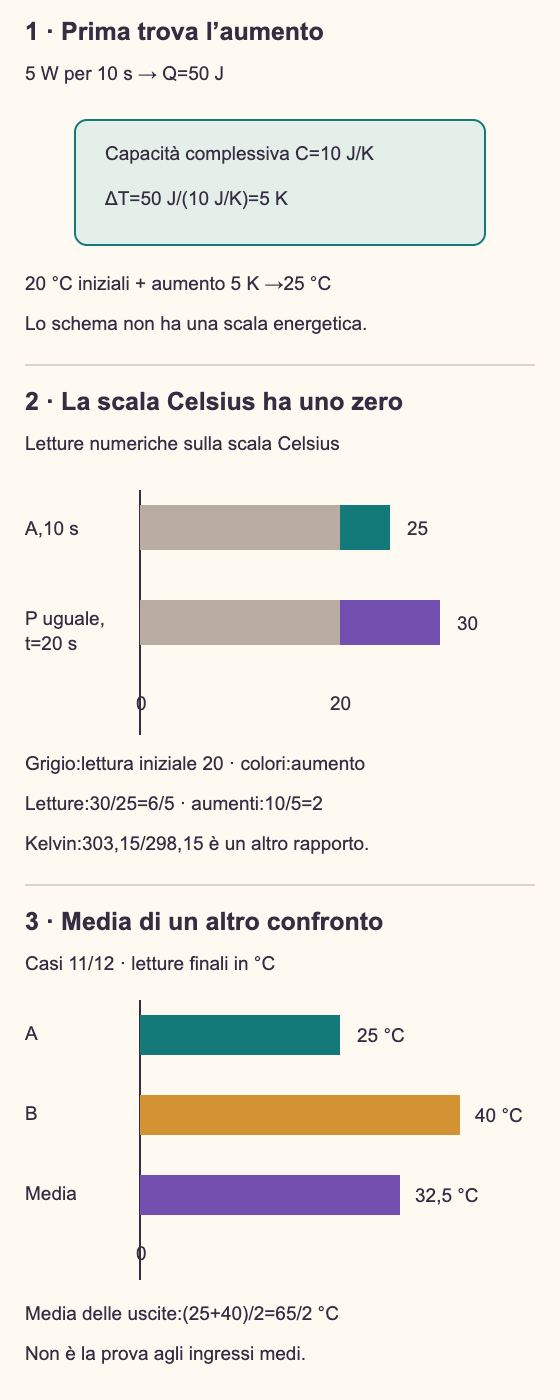 1 · Prima trova l’aumento
5 W per 10 s → Q=50 J
Capacità complessiva C=10 J/K
ΔT=50 J/(10 J/K)=5 K
20 °C iniziali + aumento 5 K →25 °C
Lo schema non ha una scala energetica.
2 · La scala Celsius ha uno zero
Letture numeriche sulla scala Celsius
A,10 s
25
P uguale,
t=20 s
30
0
20
Grigio:lettura iniziale 20 · colori:aumento
Letture:30/25=6/5 · aumenti:10/5=2
Kelvin:303,15/298,15 è un altro rapporto.
3 · Media di un altro confronto
Casi 11/12 · letture finali in °C
A
25 °C
B
40 °C
Media
32,5 °C
0
Media delle uscite:(25+40)/2=65/2 °C
Non è la prova agli ingressi medi.